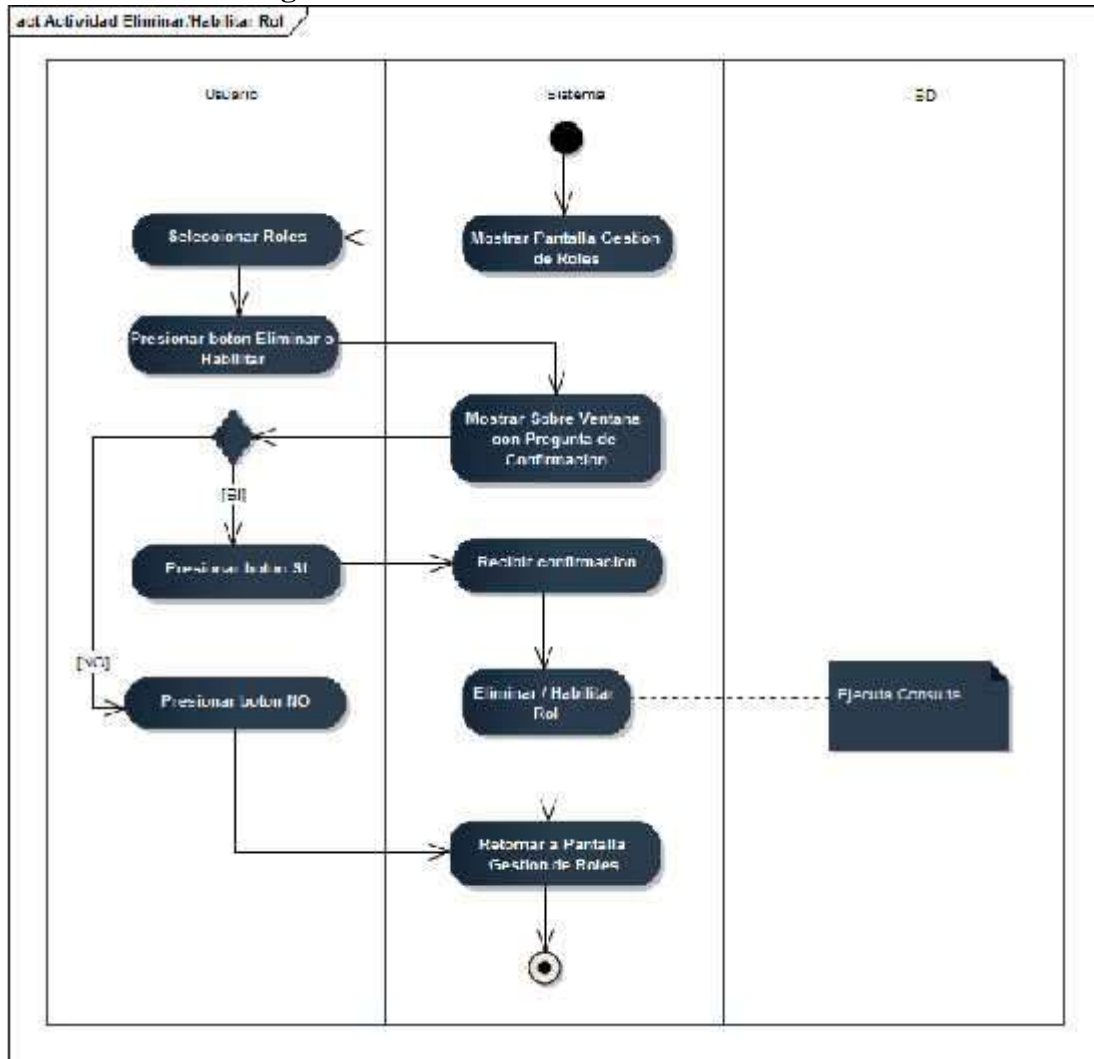 act Actividad Eliminar/Habilitar Rol
Usuario
Sistema
BD
Seleccionar Roles
Mostrar Pantalla Gestion
de Roles
Presionar boton Eliminar o
Habilitar
Mostrar Sobre Ventana
con Pregunta de
Confirmacion
[SI]
Presionar boton SI
Recibir confirmacion
[NO]
Presionar boton NO
Eliminar / Habilitar
Rol
Ejecuta Consulta
Retornar a Pantalla
Gestion de Roles